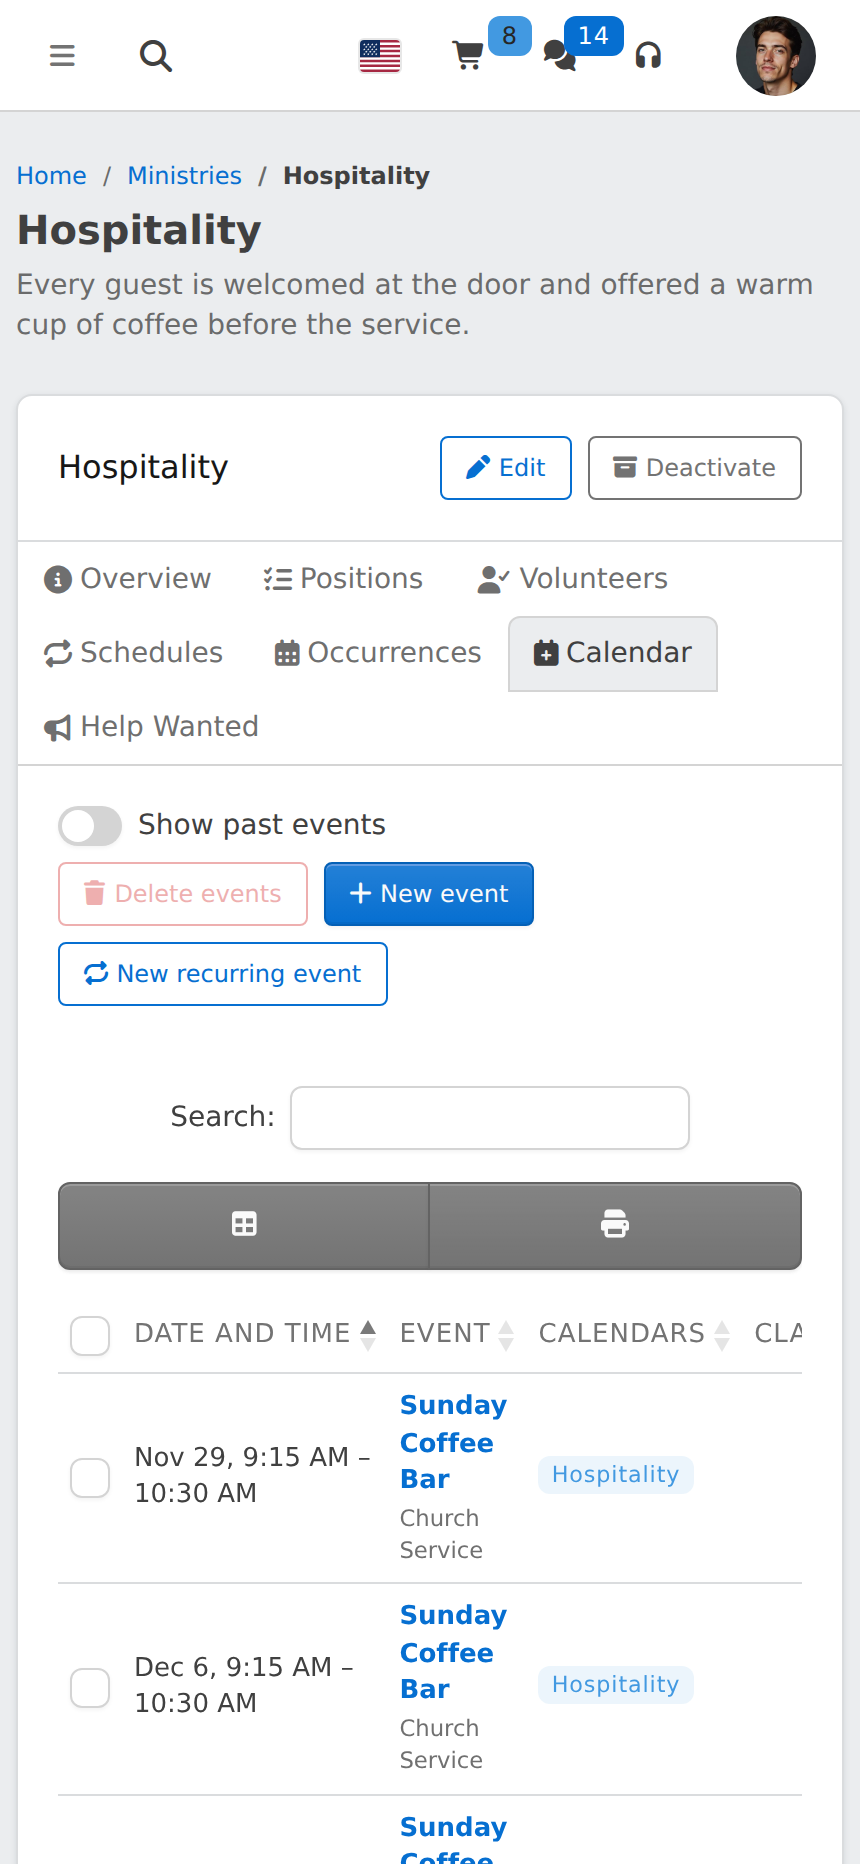 8
14
Home / Ministries / Hospitality
Hospitality
Every guest is welcomed at the door and offered a warm
cup of coffee before the service.
Hospitality
Edit
Deactivate
Overview
Positions
Volunteers
Schedules
Occurrences
Calendar
Help Wanted
Show past events
Delete events
New event
New recurring event
Search:
DATE AND TIME
EVENT
CALENDARS
CLA
Nov 29, 9:15 AM –
10:30 AM
Sunday
Coffee
Bar
Church
Service
Hospitality
Dec 6, 9:15 AM –
10:30 AM
Sunday
Coffee
Bar
Church
Service
Hospitality
Sunday
Coffee